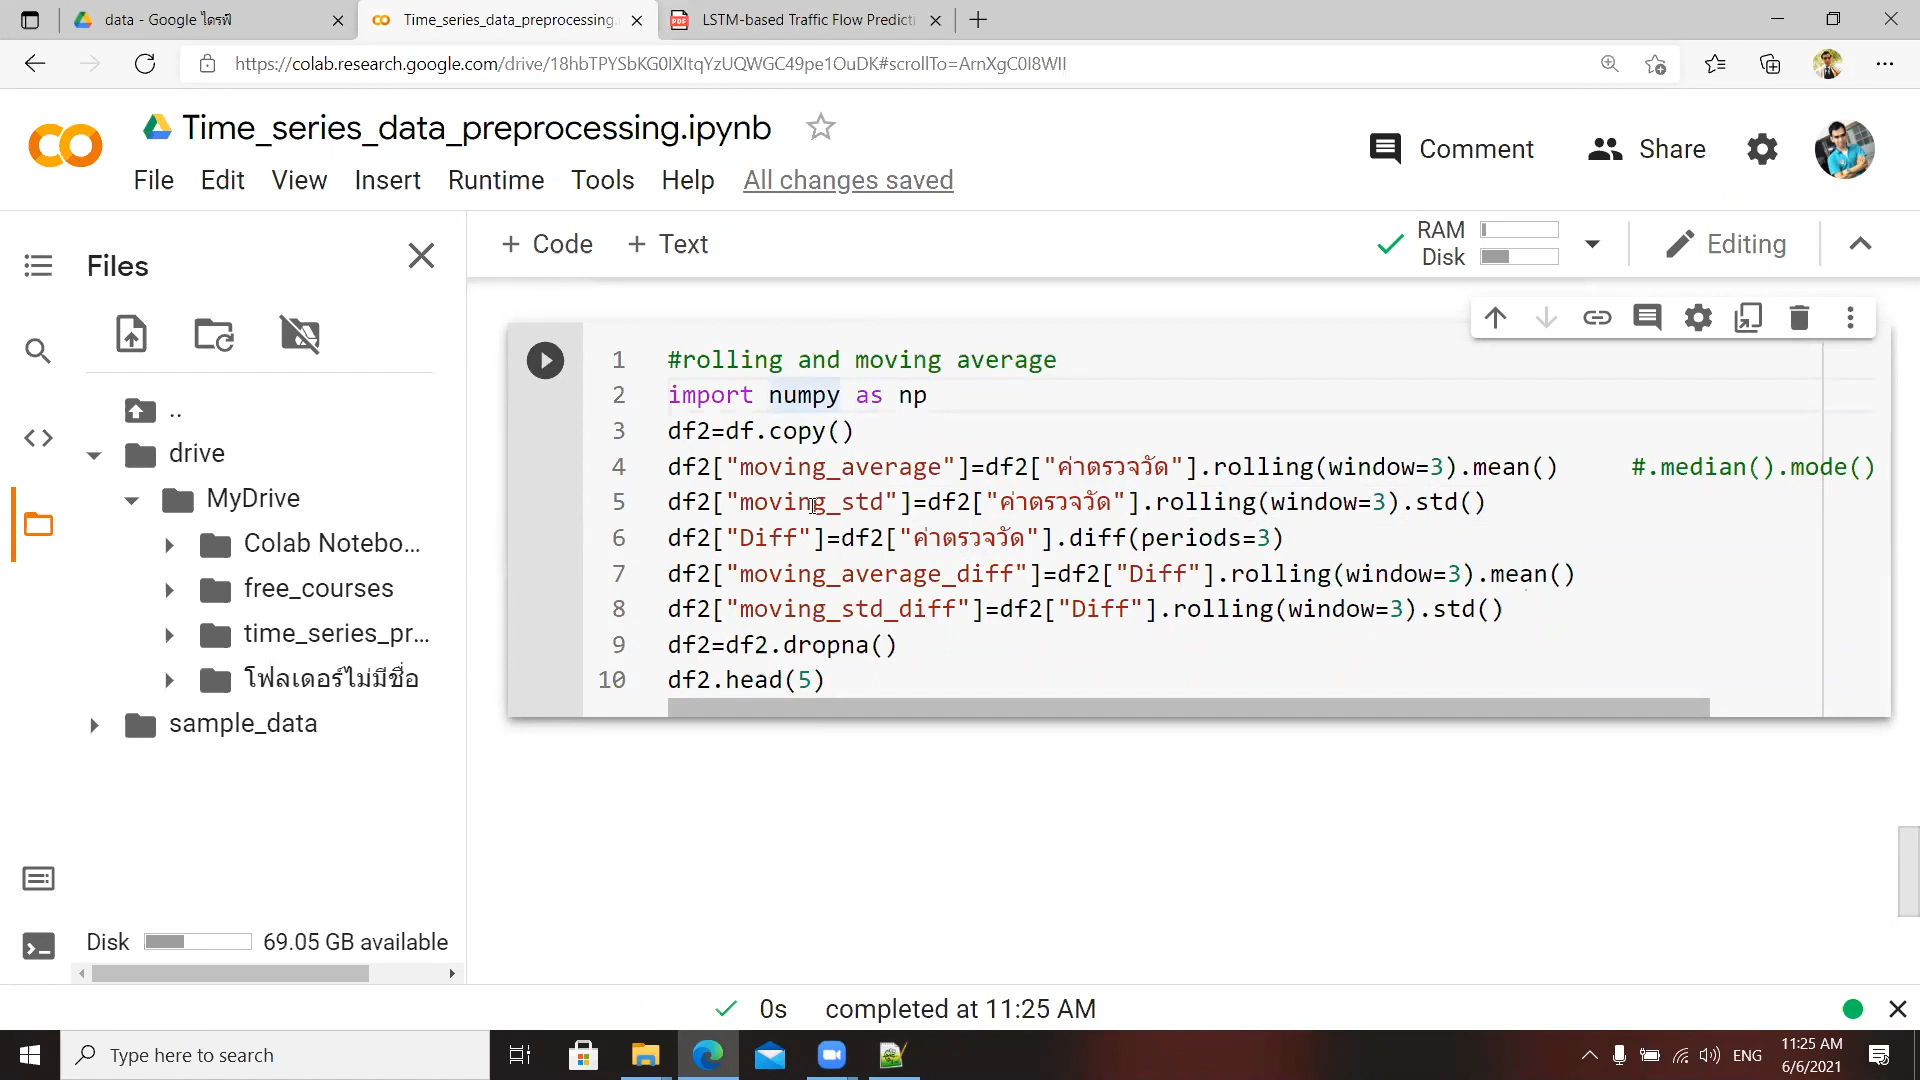 data - Google ไดรฟ์
Time_series_data_preprocessing.
LSTM-based Traffic Flow Predicti
https://colab.research.google.com/drive/18hbTPYSbKG0lXItqYzUQWGC49pe1OuDK#scrollTo=ArnXgC0I8WII
Time_series_data_preprocessing.ipynb
Comment
Share
File Edit View Insert Runtime Tools Help All changes saved
+ Code + Text
RAM
Disk
Editing
Files
..
drive
MyDrive
Colab Notebo...
free_courses
time_series_pr...
โฟลเดอร์ไม่มีชื่อ
sample_data
Disk 69.05 GB available
1 #rolling and moving average
2 import numpy as np
3 df2=df.copy()
4 df2["moving_average"]=df2["ค่าตรวจวัด"].rolling(window=3).mean() #.median().mode()
5 df2["moving_std"]=df2["ค่าตรวจวัด"].rolling(window=3).std()
6 df2["Diff"]=df2["ค่าตรวจวัด"].diff(periods=3)
7 df2["moving_average_diff"]=df2["Diff"].rolling(window=3).mean()
8 df2["moving_std_diff"]=df2["Diff"].rolling(window=3).std()
9 df2=df2.dropna()
10 df2.head(5)
0s completed at 11:25 AM
Type here to search
ENG
11:25 AM
6/6/2021